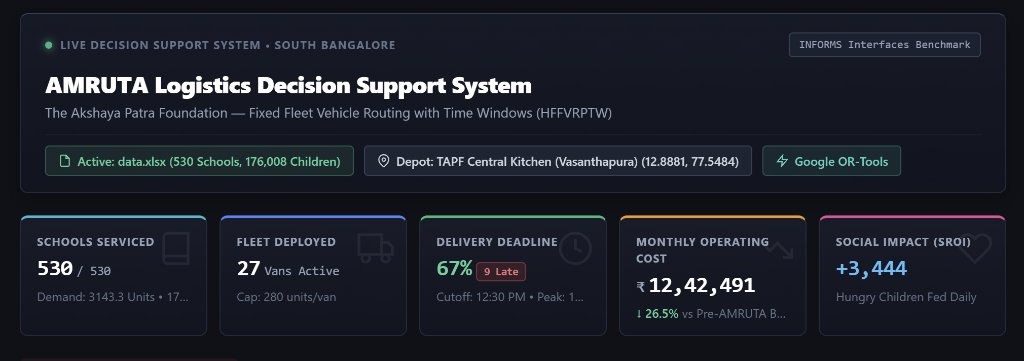 LIVE DECISION SUPPORT SYSTEM • SOUTH BANGALORE
INFORMS Interfaces Benchmark
AMRUTA Logistics Decision Support System
The Akshaya Patra Foundation — Fixed Fleet Vehicle Routing with Time Windows (HFFVRPTW)
Active: data.xlsx (530 Schools, 176,008 Children)
Depot: TAPF Central Kitchen (Vasanthapura) (12.8881, 77.5484)
Google OR-Tools
SCHOOLS SERVICED
530 / 530
Demand: 3143.3 Units • 17...
FLEET DEPLOYED
27 Vans Active
Cap: 280 units/van
DELIVERY DEADLINE
67% 9 Late
Cutoff: 12:30 PM • Peak: 1...
MONTHLY OPERATING
COST
₹ 12,42,491
↓ 26.5% vs Pre-AMRUTA B...
SOCIAL IMPACT (SROI)
+3,444
Hungry Children Fed Daily